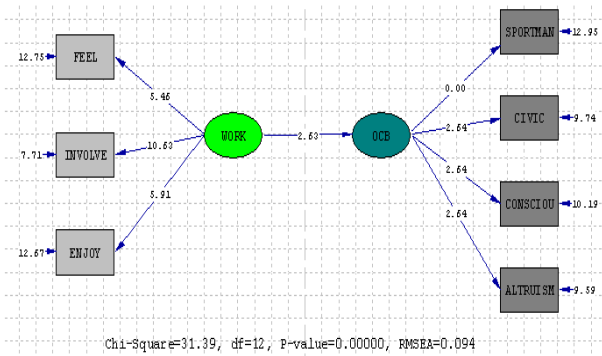 SPORTMAN
12.95
12.75
FEEL
5.46
0.00
CIVIC
9.74
7.71
INVOLVE
10.63
WORK
2.63
OCB
2.64
2.64
CONSCIOU
10.19
5.91
2.64
12.67
ENJOY
ALTRUISM
9.59
Chi-Square=31.39, df=12, P-value=0.00000, RMSEA=0.094